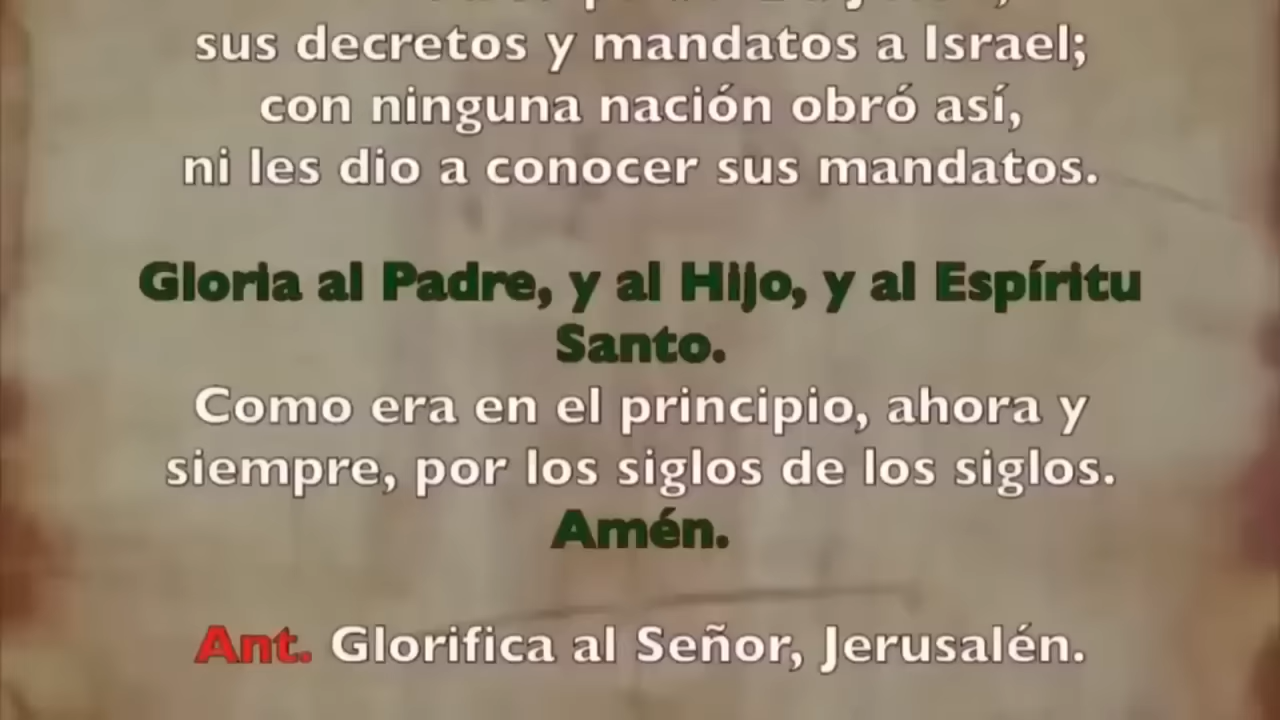 sus decretos y mandatos a Israel;
con ninguna nación obró así,
ni les dio a conocer sus mandatos.
Gloria al Padre, y al Hijo, y al Espíritu
Santo.
Como era en el principio, ahora y
siempre, por los siglos de los siglos.
Amén.
Ant. Glorifica al Señor, Jerusalén.